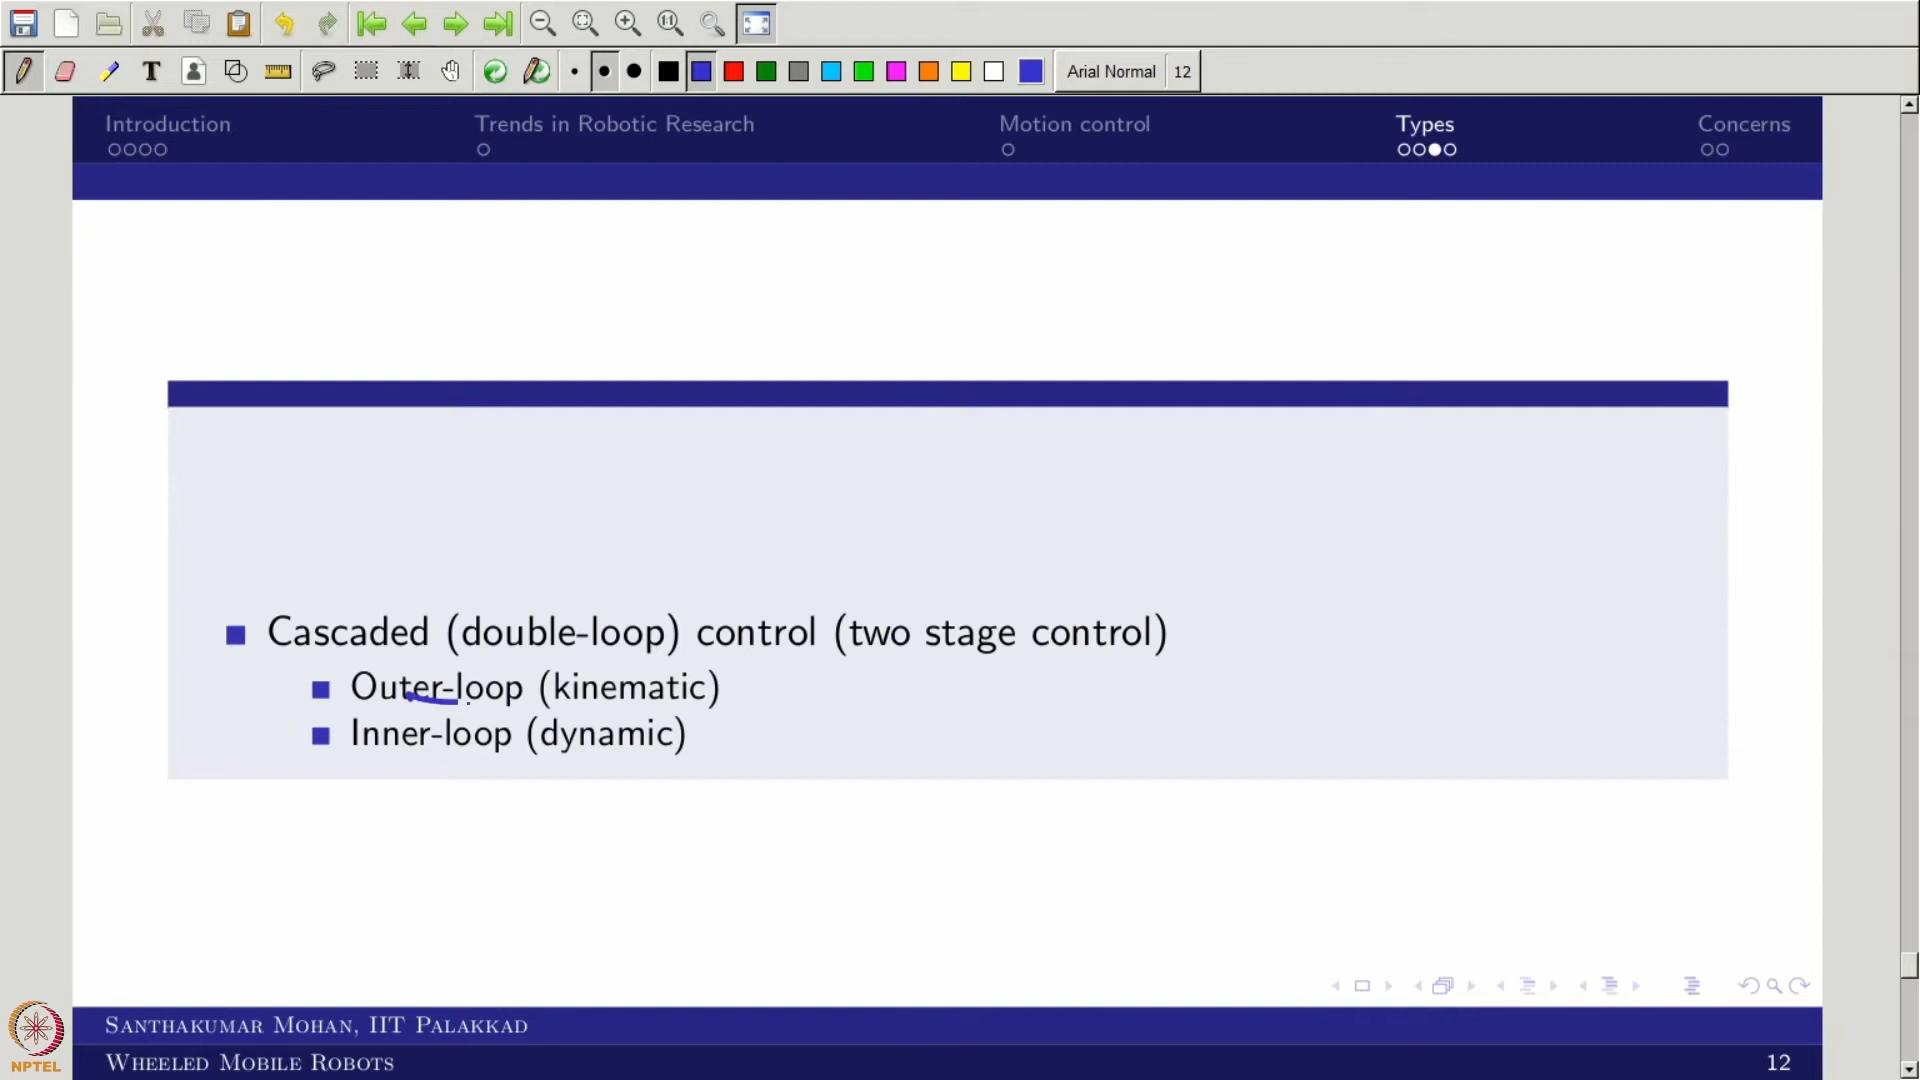 T
Arial Normal 12
Introduction Trends in Robotic Research Motion control Types Concerns
Cascaded (double-loop) control (two stage control)
Outer-loop (kinematic)
Inner-loop (dynamic)
Santhakumar Mohan, IIT Palakkad
Wheeled Mobile Robots 12
NPTEL